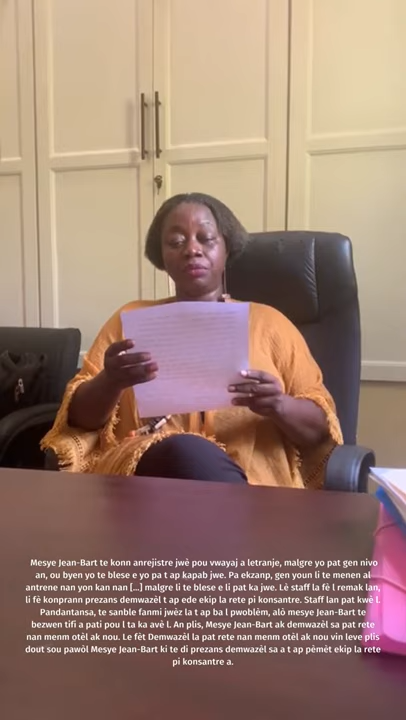 Mesye Jean-Bart te konn anrejistre jwè pou vwayaj a letranje, malgre yo pat gen nivo
an, ou byen yo te blese e yo pa t ap kapab jwe. Pa ekzanp, gen youn li te menen al
antrene nan yon kan nan [...] malgre li te blese e li pat ka jwe. Lè staff la fè l remak lan,
li fè konprann prezans demwazèl t ap ede ekip la rete pi konsantre. Staff lan pat kwè l.
Pandantansa, te sanble fanmi jwèz la t ap ba l pwoblèm, alò mesye Jean-Bart te
bezwen tifi a pati pou l ta ka avè l. An plis, Mesye Jean-Bart ak demwazèl sa pat rete
nan menm otèl ak nou. Le fèt Demwazèl la pat rete nan menm otèl ak nou vin leve plis
dout sou pawòl Mesye Jean-Bart ki te di prezans demwazèl sa a t ap pèmèt ekip la rete
pi konsantre a.